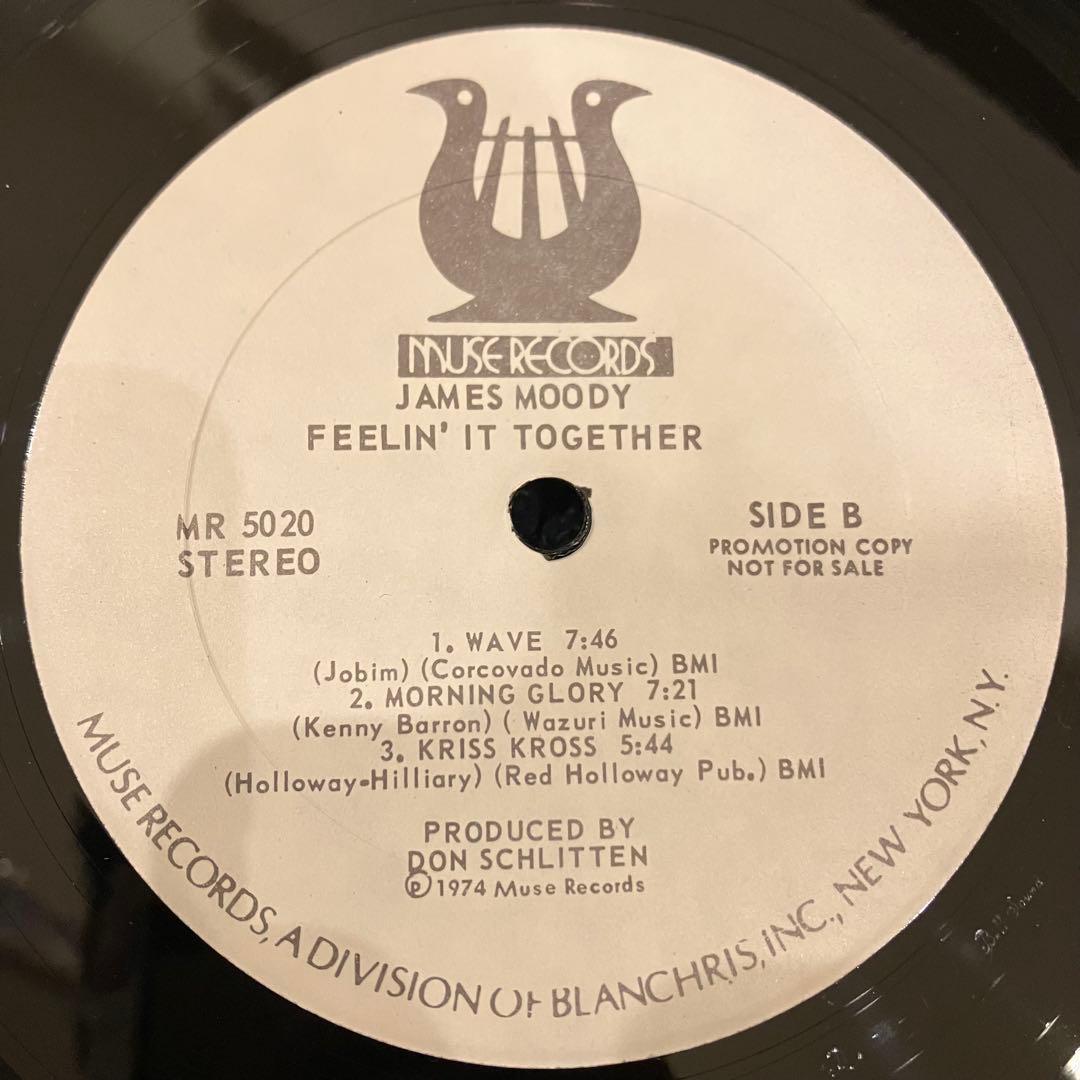 MUSE RECORDS
JAMES MOODY
FEELIN' IT TOGETHER
MR 5020
STEREO
SIDE B
PROMOTION COPY
NOT FOR SALE
1. WAVE 7:46
(Jobim) (Corcovado Music) BMI
2. MORNING GLORY 7:21
(Kenny Barron) ( Wazuri Music) BMI
3. KRISS KROSS 5:44
(Holloway-Hilliary) (Red Holloway Pub.) BMI
PRODUCED BY
DON SCHLITTEN
℗1974 Muse Records
MUSE RECORDS, A DIVISION OF BLANCHRIS, INC., NEW YORK, N.Y.
Bell Sound